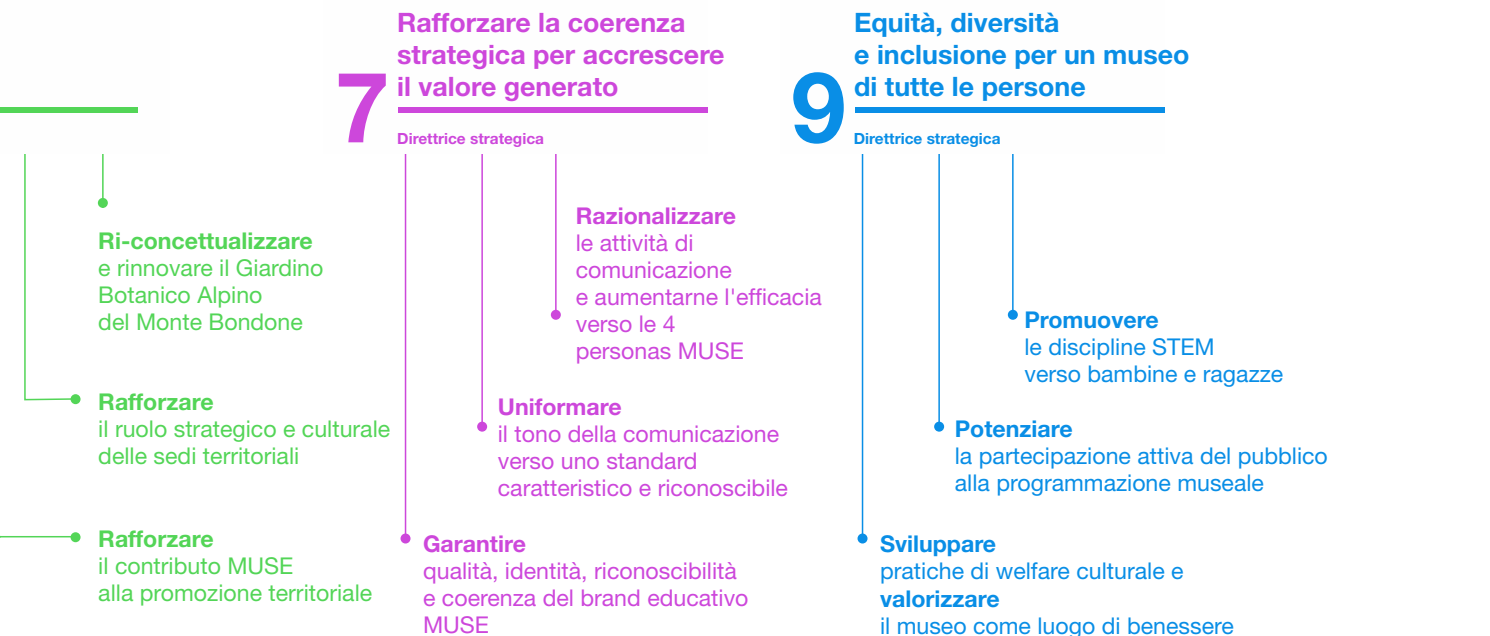 Ri-concettualizzare
e rinnovare il Giardino
Botanico Alpino
del Monte Bondone
Rafforzare
il ruolo strategico e culturale
delle sedi territoriali
Rafforzare
il contributo MUSE
alla promozione territoriale
7
Rafforzare la coerenza
strategica per accrescere
il valore generato
Direttrice strategica
Razionalizzare
le attività di
comunicazione
e aumentarne l'efficacia
verso le 4
personas MUSE
Uniformare
il tono della comunicazione
verso uno standard
caratteristico e riconoscibile
Garantire
qualità, identità, riconoscibilità
e coerenza del brand educativo
MUSE
9
Equità, diversità
e inclusione per un museo
di tutte le persone
Direttrice strategica
Promuovere
le discipline STEM
verso bambine e ragazze
Potenziare
la partecipazione attiva del pubblico
alla programmazione museale
Sviluppare
pratiche di welfare culturale e
valorizzare
il museo come luogo di benessere